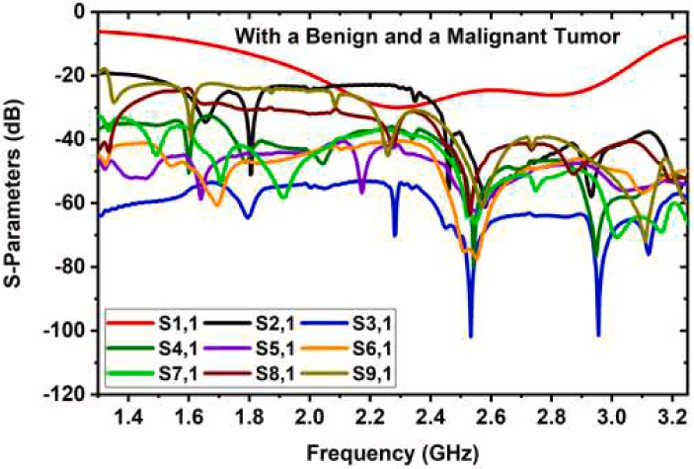 With a Benign and a Malignant Tumor
S-Parameters (dB)
0
-20
-40
-60
-80
-100
-120
S1,1 S2,1 S3,1
S4,1 S5,1 S6,1
S7,1 S8,1 S9,1
1.4 1.6 1.8 2.0 2.2 2.4 2.6 2.8 3.0 3.2
Frequency (GHz)